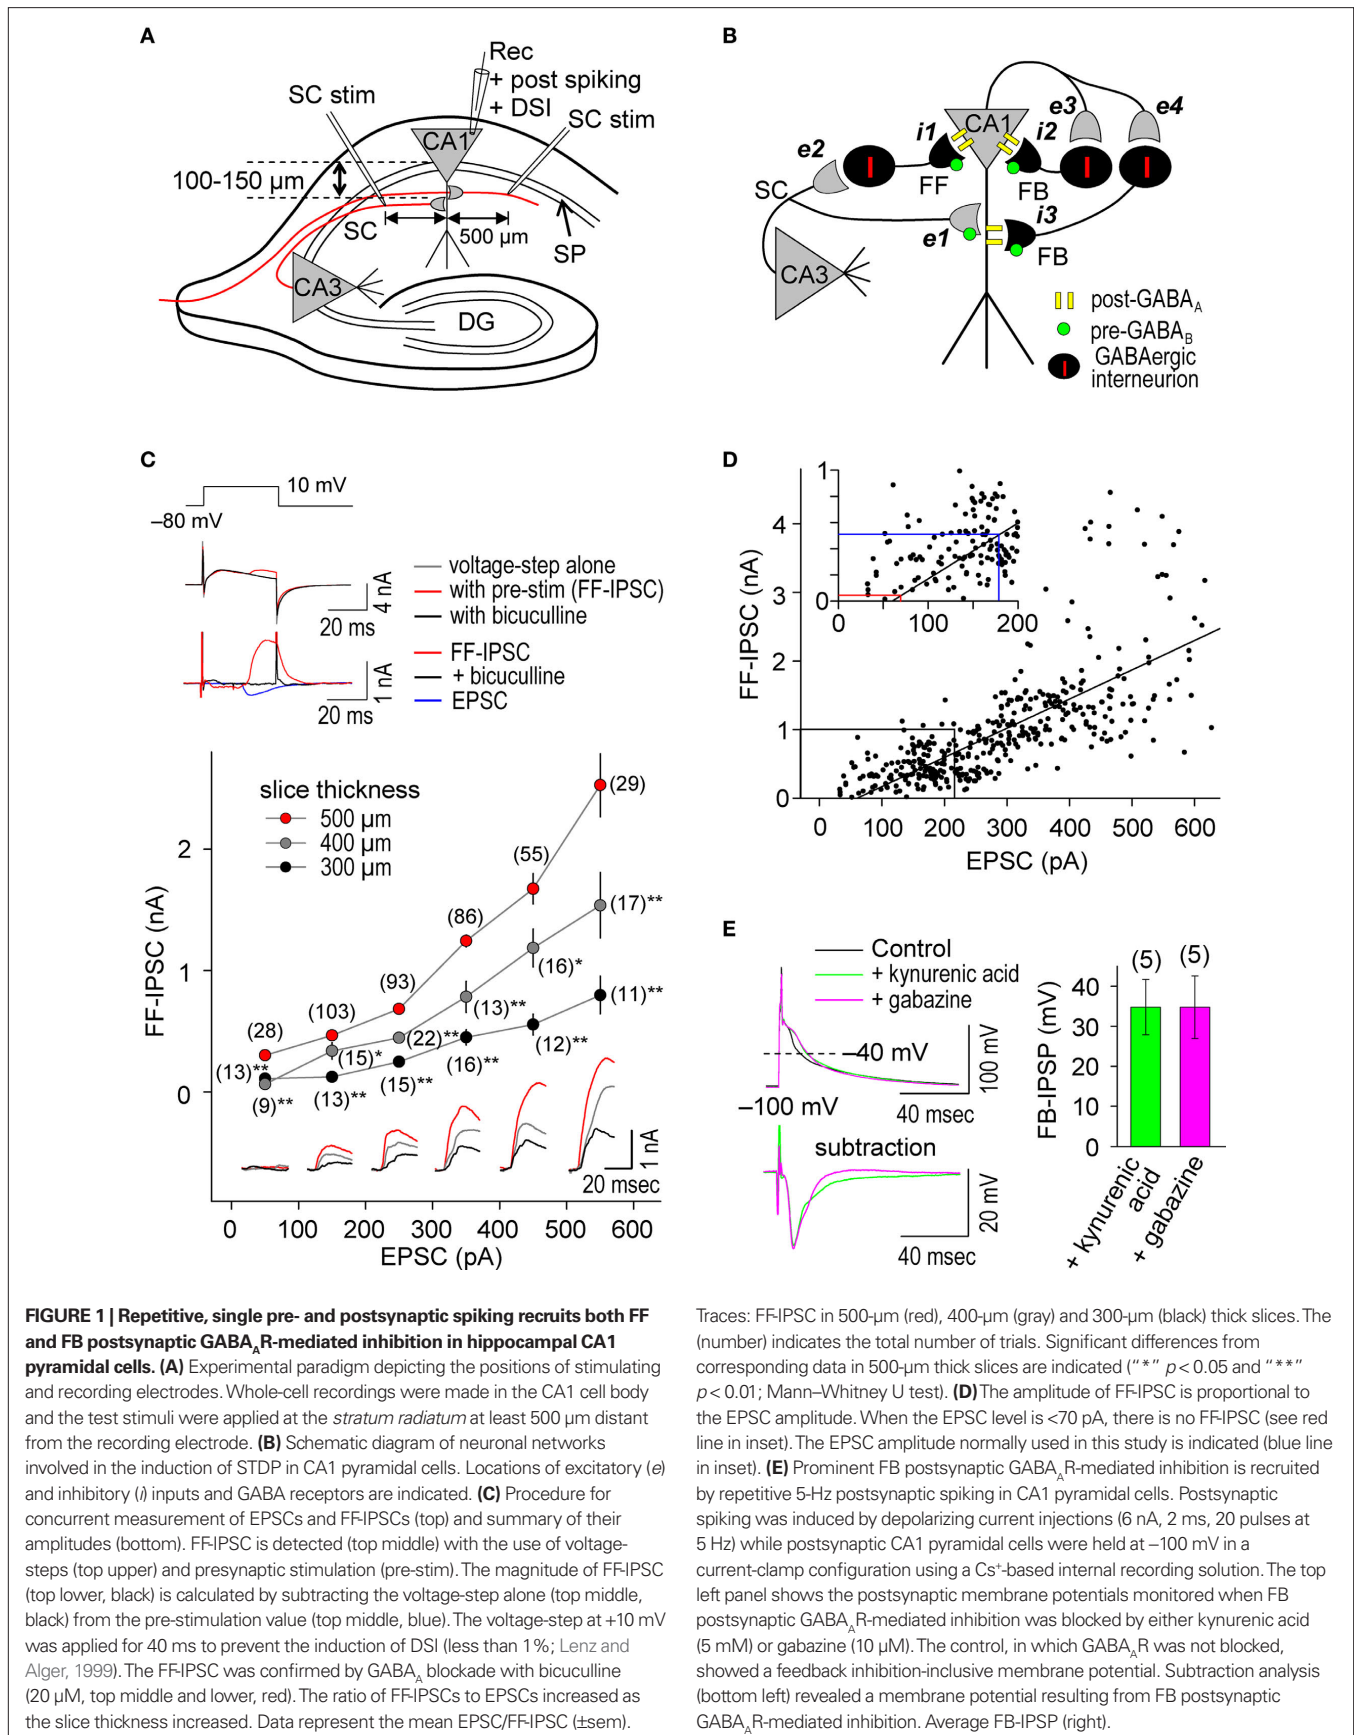 A
Rec
+ post spiking
+ DSI
SC stim
SC stim
CA1
100-150 µm
SC
500 µm
SP
CA3
DG
B
e3
e4
CA1
i1
i2
e2
FF
FB
SC
e1
i3
FB
CA3
post-GABAA
pre-GABAB
GABAergic
interneurion
C
10 mV
–80 mV
voltage-step alone
with pre-stim (FF-IPSC)
with bicuculline
4 nA
20 ms
FF-IPSC
+ bicuculline
EPSC
1 nA
20 ms
slice thickness
500 µm
400 µm
300 µm
FF-IPSC (nA)
2
1
0
(29)
(55)
(86)
(93)
(103)
(28)
(17)**
(16)*
(13)**
(22)**
(15)*
(13)**
(11)**
(12)**
(16)**
(15)**
(13)**
(9)**
1 nA
20 msec
0 100 200 300 400 500 600
EPSC (pA)
D
FF-IPSC (nA)
4
3
2
1
0
1
0
0 100 200
0 100 200 300 400 500 600
EPSC (pA)
E
Control
+ kynurenic acid
+ gabazine
–40 mV
100 mV
–100 mV
40 msec
subtraction
20 mV
40 msec
FB-IPSP (mV)
(5) (5)
40
30
20
10
0
+ kynurenic
acid
+ gabazine
FIGURE 1 | Repetitive, single pre- and postsynaptic spiking recruits both FF
and FB postsynaptic GABAAR-mediated inhibition in hippocampal CA1
pyramidal cells. (A) Experimental paradigm depicting the positions of stimulating
and recording electrodes. Whole-cell recordings were made in the CA1 cell body
and the test stimuli were applied at the stratum radiatum at least 500 µm distant
from the recording electrode. (B) Schematic diagram of neuronal networks
involved in the induction of STDP in CA1 pyramidal cells. Locations of excitatory (e)
and inhibitory (i) inputs and GABA receptors are indicated. (C) Procedure for
concurrent measurement of EPSCs and FF-IPSCs (top) and summary of their
amplitudes (bottom). FF-IPSC is detected (top middle) with the use of voltage-
steps (top upper) and presynaptic stimulation (pre-stim). The magnitude of FF-IPSC
(top lower, black) is calculated by subtracting the voltage-step alone (top middle,
black) from the pre-stimulation value (top middle, blue). The voltage-step at +10 mV
was applied for 40 ms to prevent the induction of DSI (less than 1%; Lenz and
Alger, 1999). The FF-IPSC was confirmed by GABAA blockade with bicuculline
(20 µM, top middle and lower, red). The ratio of FF-IPSCs to EPSCs increased as
the slice thickness increased. Data represent the mean EPSC/FF-IPSC (±sem).
Traces: FF-IPSC in 500-µm (red), 400-µm (gray) and 300-µm (black) thick slices. The
(number) indicates the total number of trials. Significant differences from
corresponding data in 500-µm thick slices are indicated (“*” p < 0.05 and “**”
p < 0.01; Mann–Whitney U test). (D) The amplitude of FF-IPSC is proportional to
the EPSC amplitude. When the EPSC level is <70 pA, there is no FF-IPSC (see red
line in inset). The EPSC amplitude normally used in this study is indicated (blue line
in inset). (E) Prominent FB postsynaptic GABAAR-mediated inhibition is recruited
by repetitive 5-Hz postsynaptic spiking in CA1 pyramidal cells. Postsynaptic
spiking was induced by depolarizing current injections (6 nA, 2 ms, 20 pulses at
5 Hz) while postsynaptic CA1 pyramidal cells were held at –100 mV in a
current-clamp configuration using a Cs+-based internal recording solution. The top
left panel shows the postsynaptic membrane potentials monitored when FB
postsynaptic GABAAR-mediated inhibition was blocked by either kynurenic acid
(5 mM) or gabazine (10 µM). The control, in which GABAAR was not blocked,
showed a feedback inhibition-inclusive membrane potential. Subtraction analysis
(bottom left) revealed a membrane potential resulting from FB postsynaptic
GABAAR-mediated inhibition. Average FB-IPSP (right).